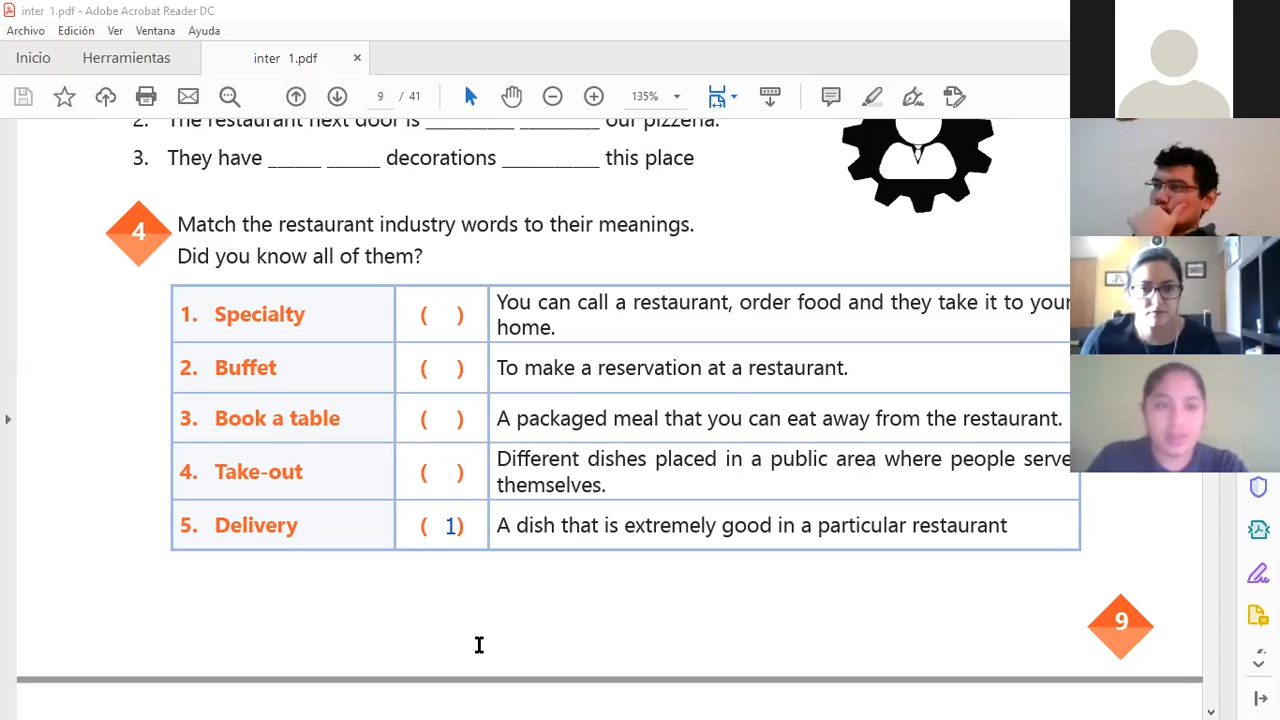 inter 1.pdf - Adobe Acrobat Reader DC
Archivo Edición Ver Ventana Ayuda
Inicio Herramientas inter 1.pdf ×
9 / 41 135%
2. The restaurant next door is __________ _________ our pizzeria.
3. They have ______ ______ decorations ___________ this place
4 Match the restaurant industry words to their meanings.
Did you know all of them?
1. Specialty ( ) You can call a restaurant, order food and they take it to your
home.
2. Buffet ( ) To make a reservation at a restaurant.
3. Book a table ( ) A packaged meal that you can eat away from the restaurant.
4. Take-out ( ) Different dishes placed in a public area where people serve
themselves.
5. Delivery ( 1) A dish that is extremely good in a particular restaurant
9